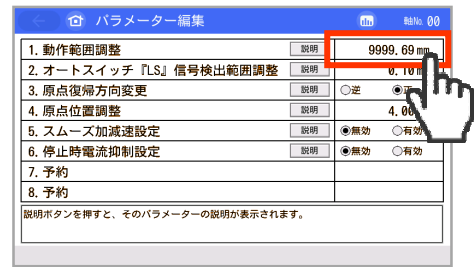 パラメーター編集
軸No. 00
1. 動作範囲調整 説明 9999.69 mm
2. オートスイッチ『LS』信号検出範囲調整 説明 0.10 mm
3. 原点復帰方向変更 説明 ○逆 ●正
4. 原点位置調整 説明 4.00
5. スムーズ加減速設定 説明 ●無効 ○有効
6. 停止時電流抑制設定 説明 ●無効 ○有効
7. 予約
8. 予約
説明ボタンを押すと、そのパラメーターの説明が表示されます。